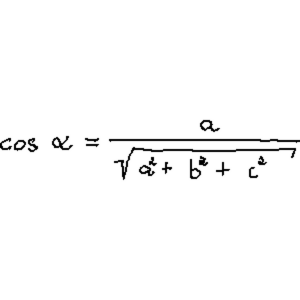 cos α = a / √(a² + b² + c²)